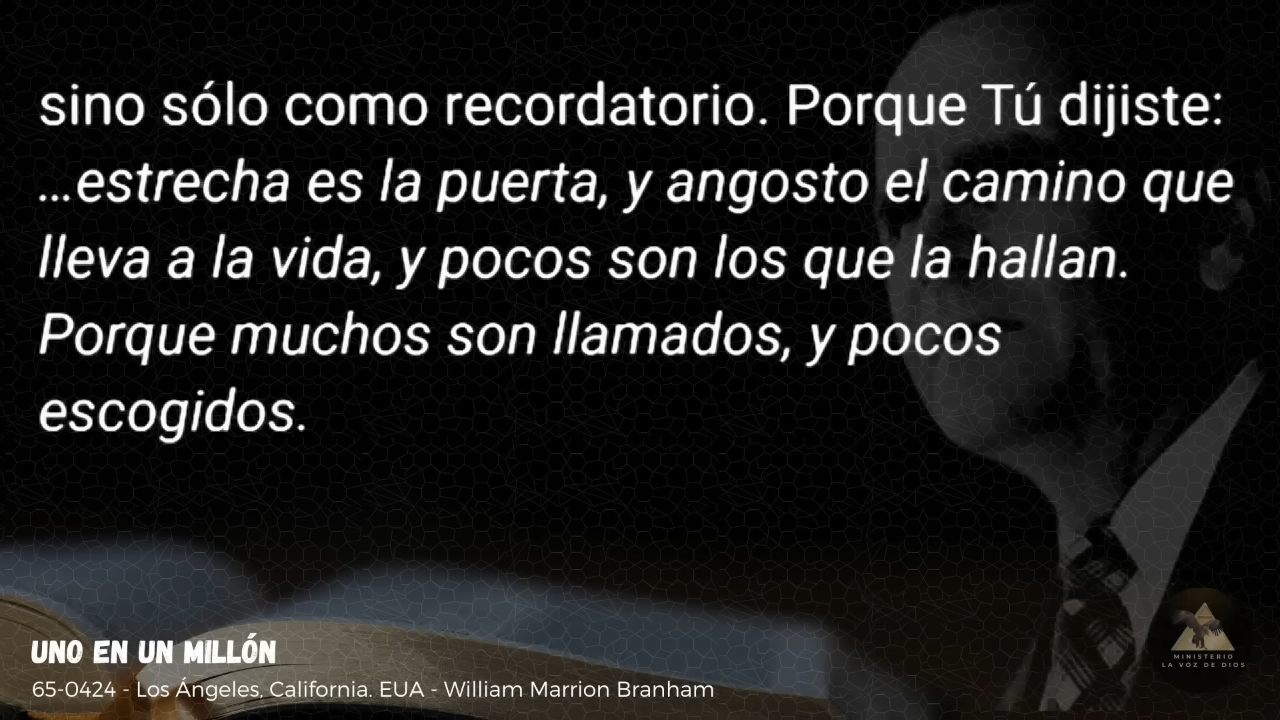 sino sólo como recordatorio. Porque Tú dijiste:
...estrecha es la puerta, y angosto el camino que
lleva a la vida, y pocos son los que la hallan.
Porque muchos son llamados, y pocos
escogidos.
UNO EN UN MILLÓN
65-0424 - Los Ángeles, California. EUA - William Marrion Branham
MINISTERIO
LA VOZ DE DIOS